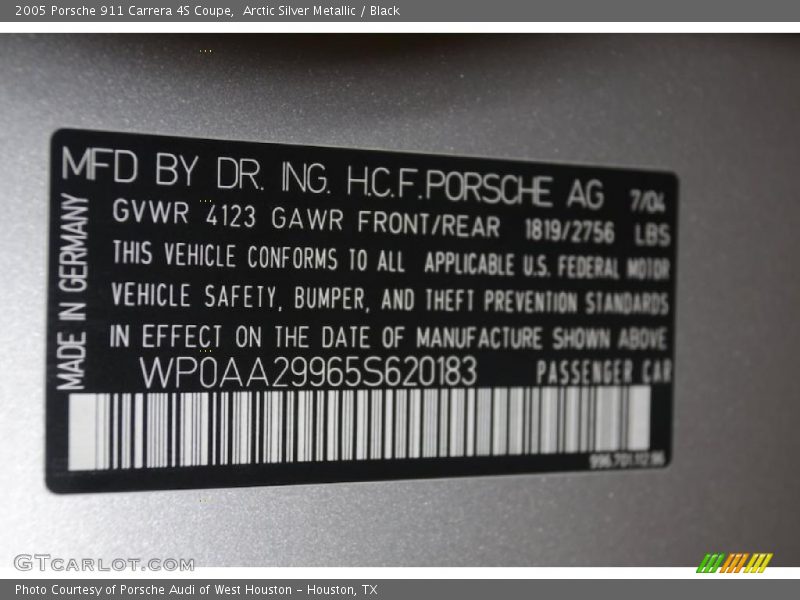 2005 Porsche 911 Carrera 4S Coupe,  Arctic Silver Metallic / Black
MFD BY DR. ING. H.C.F. PORSCHE AG 7/04
GVWR 4123 GAWR FRONT/REAR 1819/2756 LBS
THIS VEHICLE CONFORMS TO ALL APPLICABLE U.S. FEDERAL MOTOR
VEHICLE SAFETY, BUMPER, AND THEFT PREVENTION STANDARDS
IN EFFECT ON THE DATE OF MANUFACTURE SHOWN ABOVE
WP0AA29965S620183 PASSENGER CAR
MADE IN GERMANY
GTCARLOT.COM
Photo Courtesy of Porsche Audi of West Houston - Houston, TX